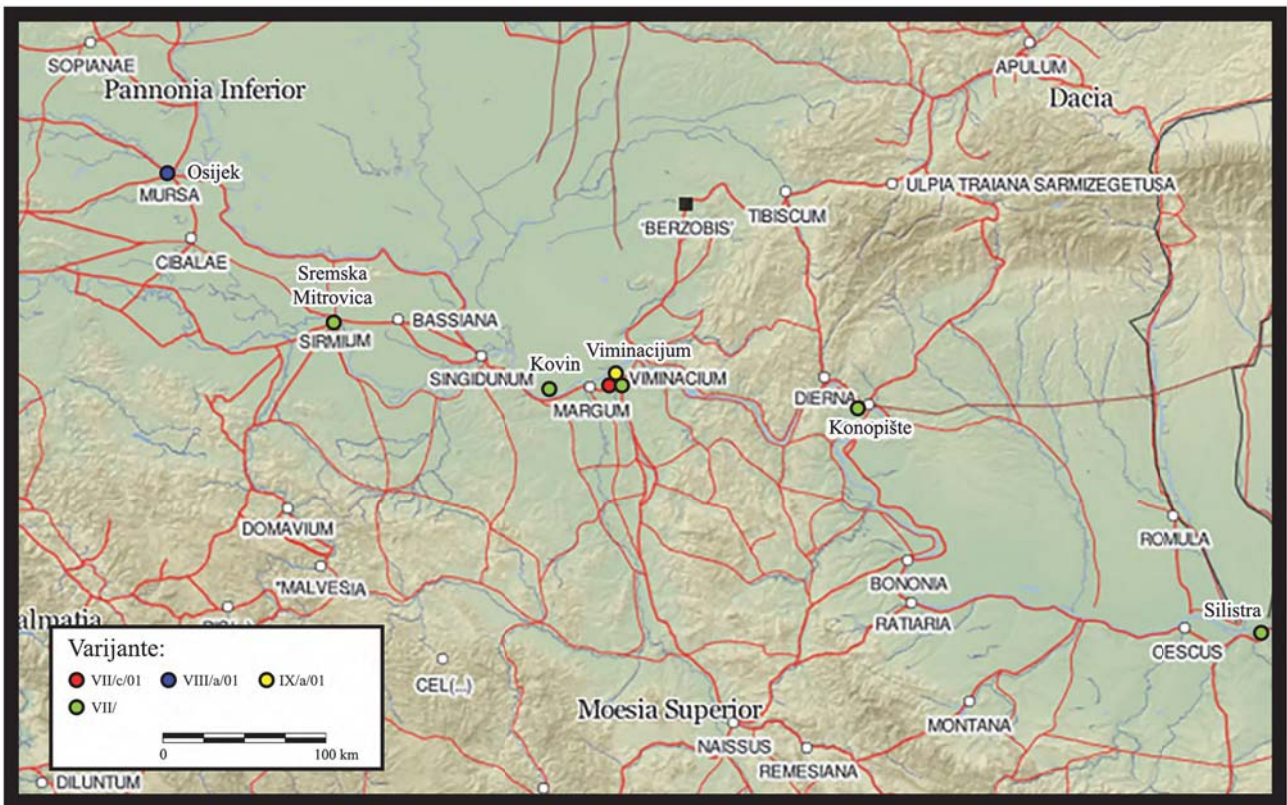 SOPIANAE
Pannonia Inferior
APULUM
Dacia
Osijek
MURSA
ULPIA TRAIANA SARMIZEGETUSA
TIBISCUM
'BERZOBIS'
CIBALAE
Sremska
Mitrovica
BASSIANA
SIRMIUM
Viminacijum
Kovin
SINGIDUNUM
VIMINACIUM
MARGUM
DIERNA
Konopište
DOMAVIUM
ROMULA
BONONIA
"MALVESIA
RATIARIA
Silistra
almatia
OESCUS
CEL(...)
Moesia Superior
MONTANA
NAISSUS
REMESIANA
DILUNTUM
Varijante:
VII/c/01 VIII/a/01 IX/a/01
VII/
0 100 km